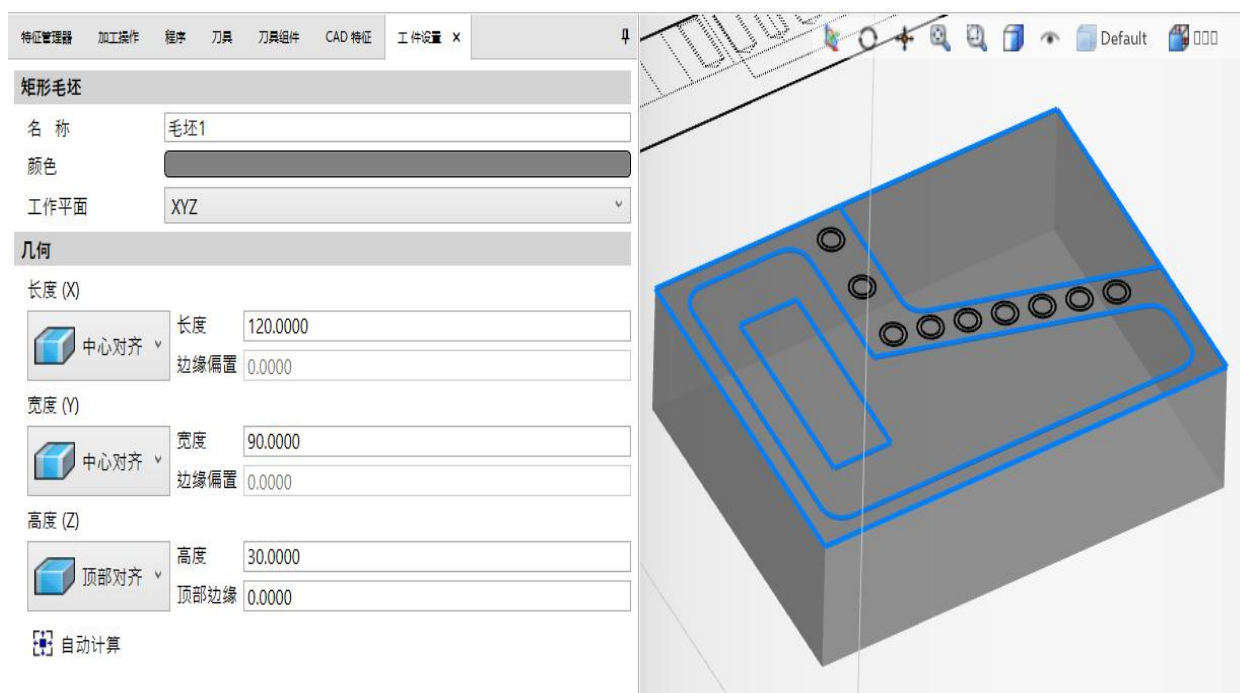 特征管理器 加工操作 程序 刀具 刀具组件 CAD 特征 工件设置 x
Default
矩形毛坯
名 称 毛坯1
颜色
工作平面 XYZ
几何
长度 (X)
中心对齐
长度 120.0000
边缘偏置 0.0000
宽度 (Y)
中心对齐
宽度 90.0000
边缘偏置 0.0000
高度 (Z)
顶部对齐
高度 30.0000
顶部边缘 0.0000
自动计算